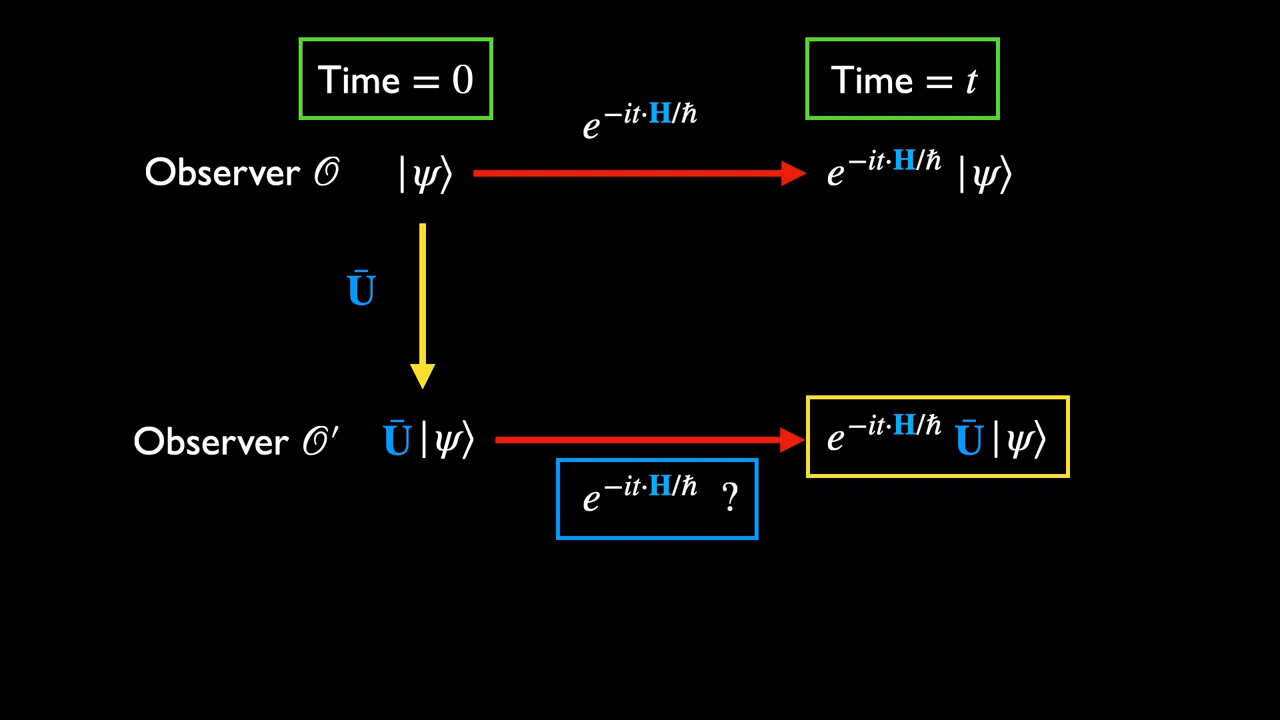 Time = 0
Time = t
e^{−it·H/ħ}
Observer 𝒪 |ψ⟩ e^{−it·H/ħ} |ψ⟩
Ū
Observer 𝒪′ Ū|ψ⟩ e^{−it·H/ħ} Ū|ψ⟩
e^{−it·H/ħ} ?